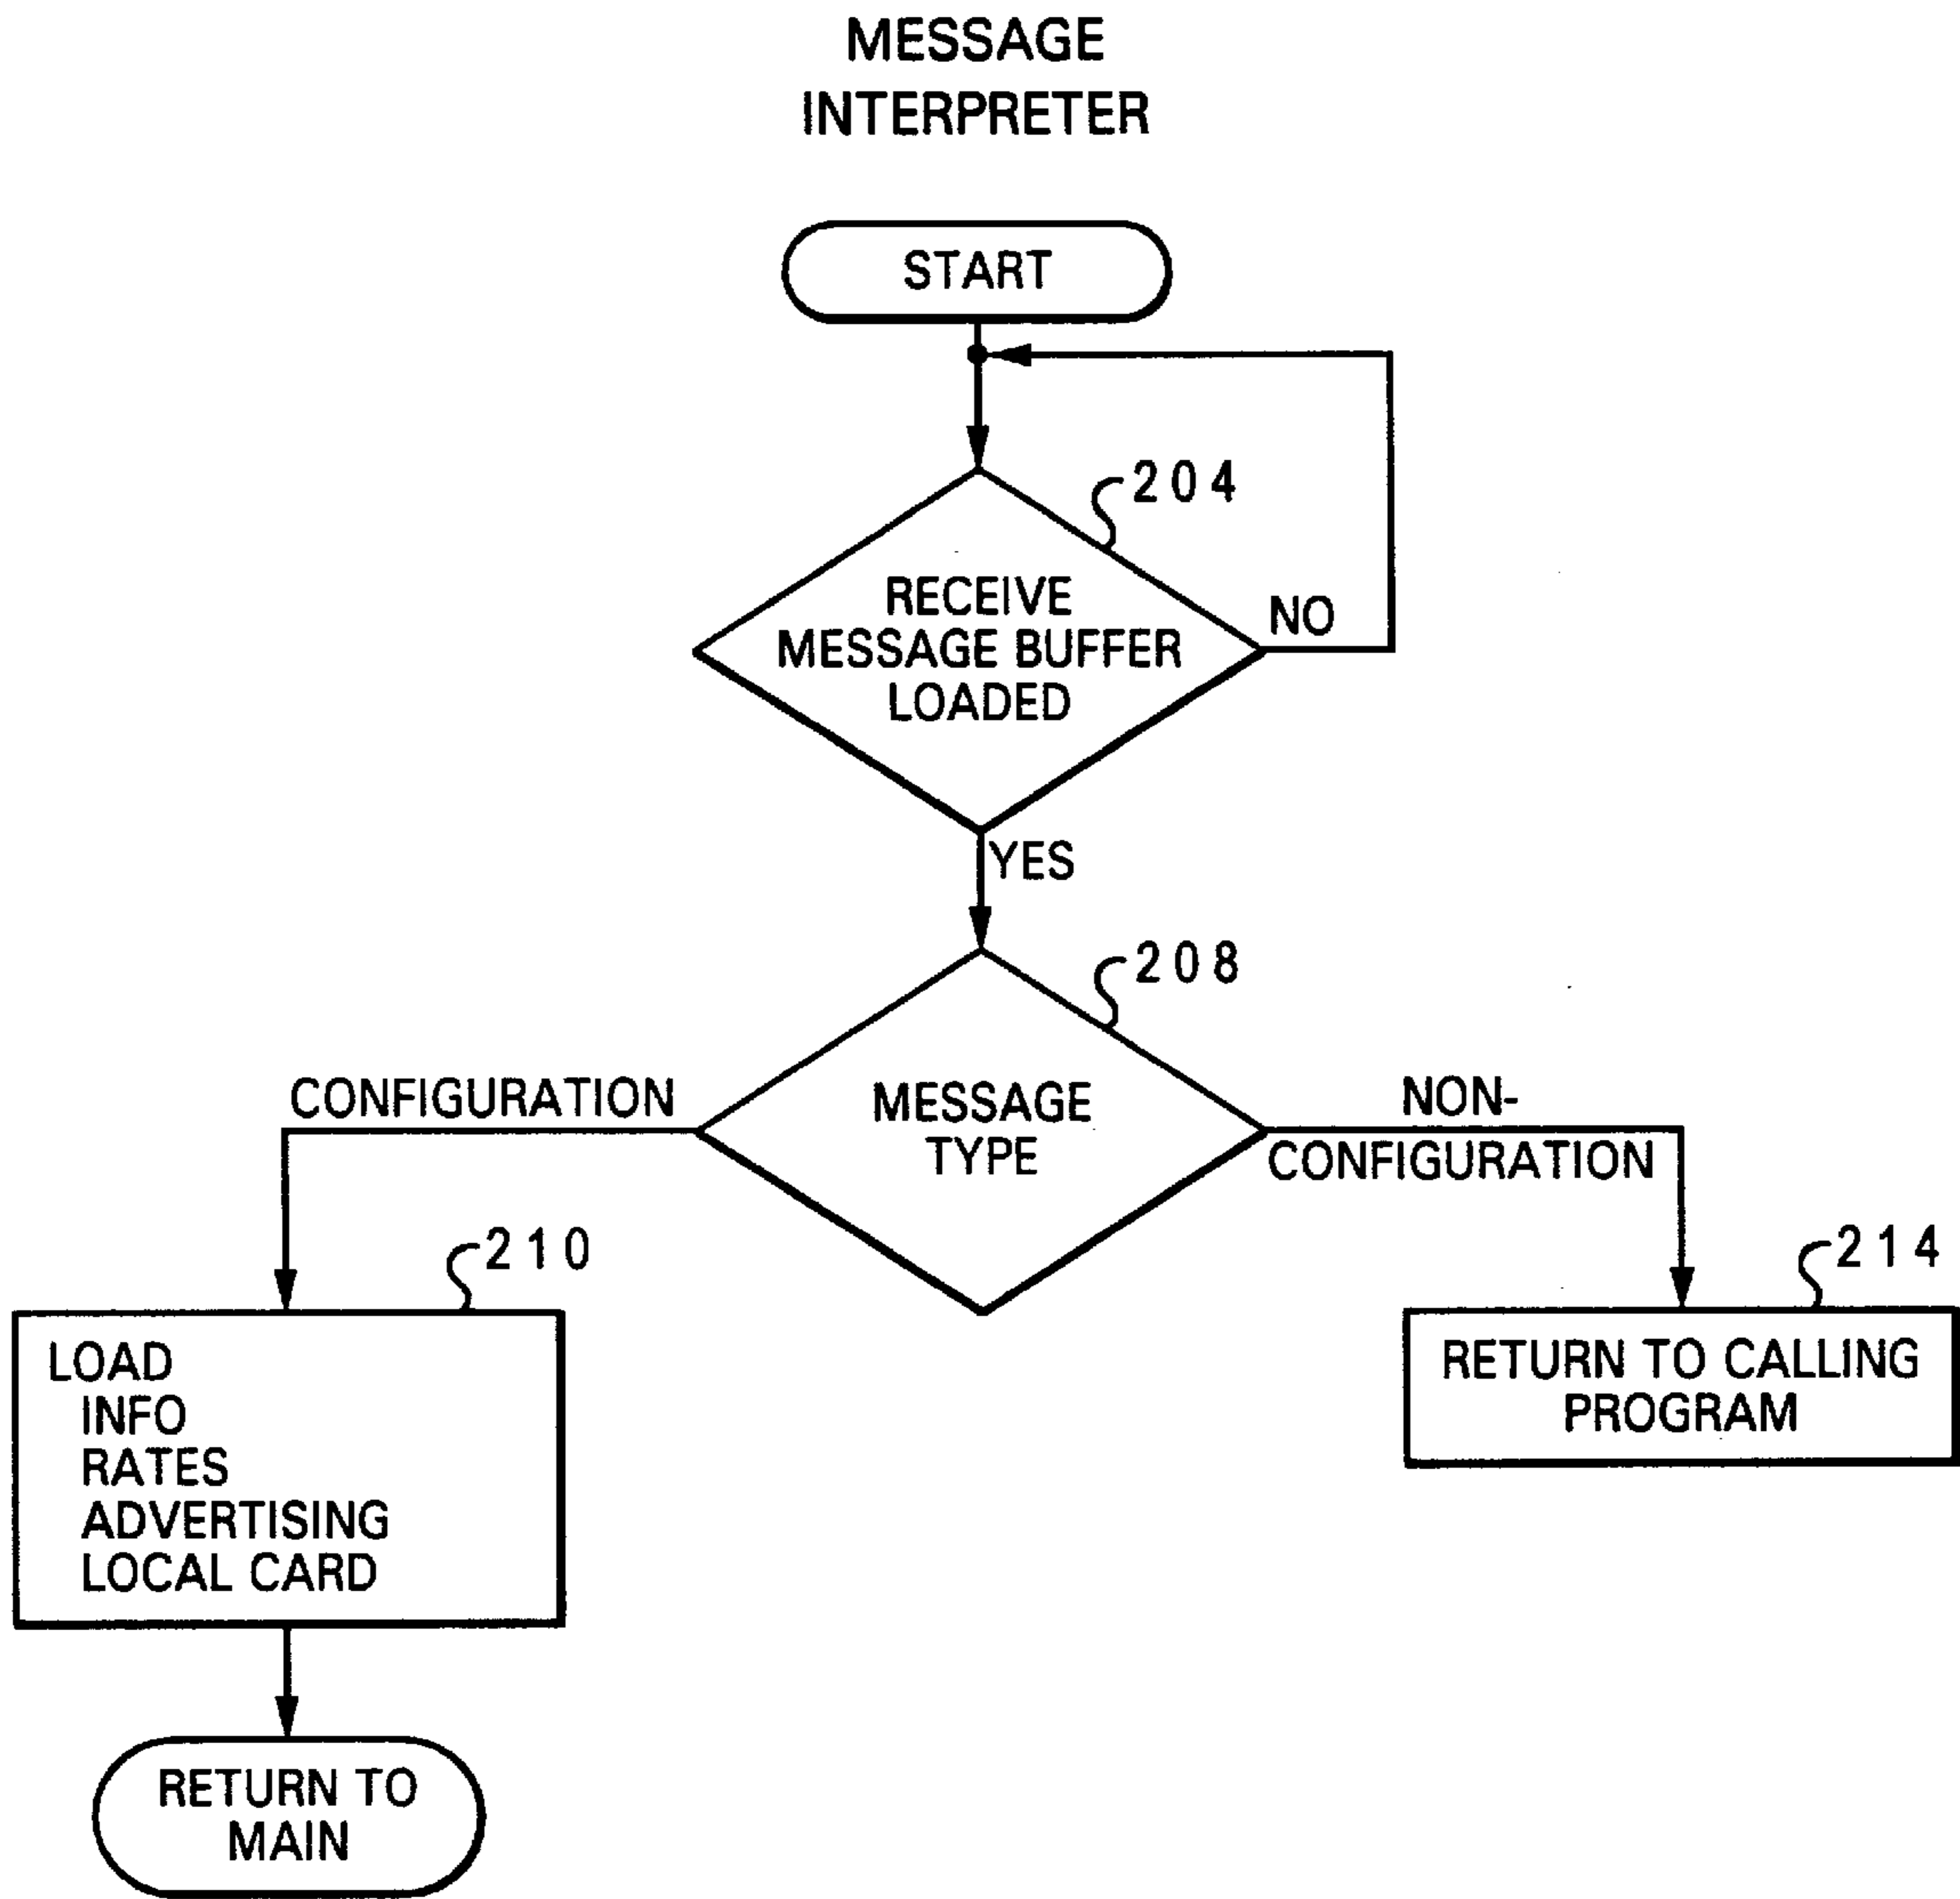 MESSAGE
INTERPRETER
START
204
RECEIVE
MESSAGE BUFFER
LOADED
NO
YES
208
MESSAGE
TYPE
CONFIGURATION
NON-
CONFIGURATION
210
LOAD
INFO
RATES
ADVERTISING
LOCAL CARD
214
RETURN TO CALLING
PROGRAM
RETURN TO
MAIN